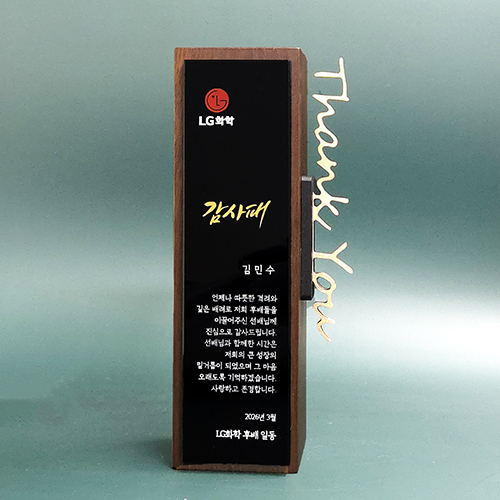 LG화학
감사패
김민수
언제나 따뜻한 격려와
깊은 배려로 저희 후배들을
이끌어주신 선배님께
진심으로 감사드립니다.
선배님과 함께한 시간은
저희의 큰 성장의
밑거름이 되었으며 그 마음
오래도록 기억하겠습니다.
사랑하고 존경합니다.
2026년 3월
LG화학 후배 일동
Thank You